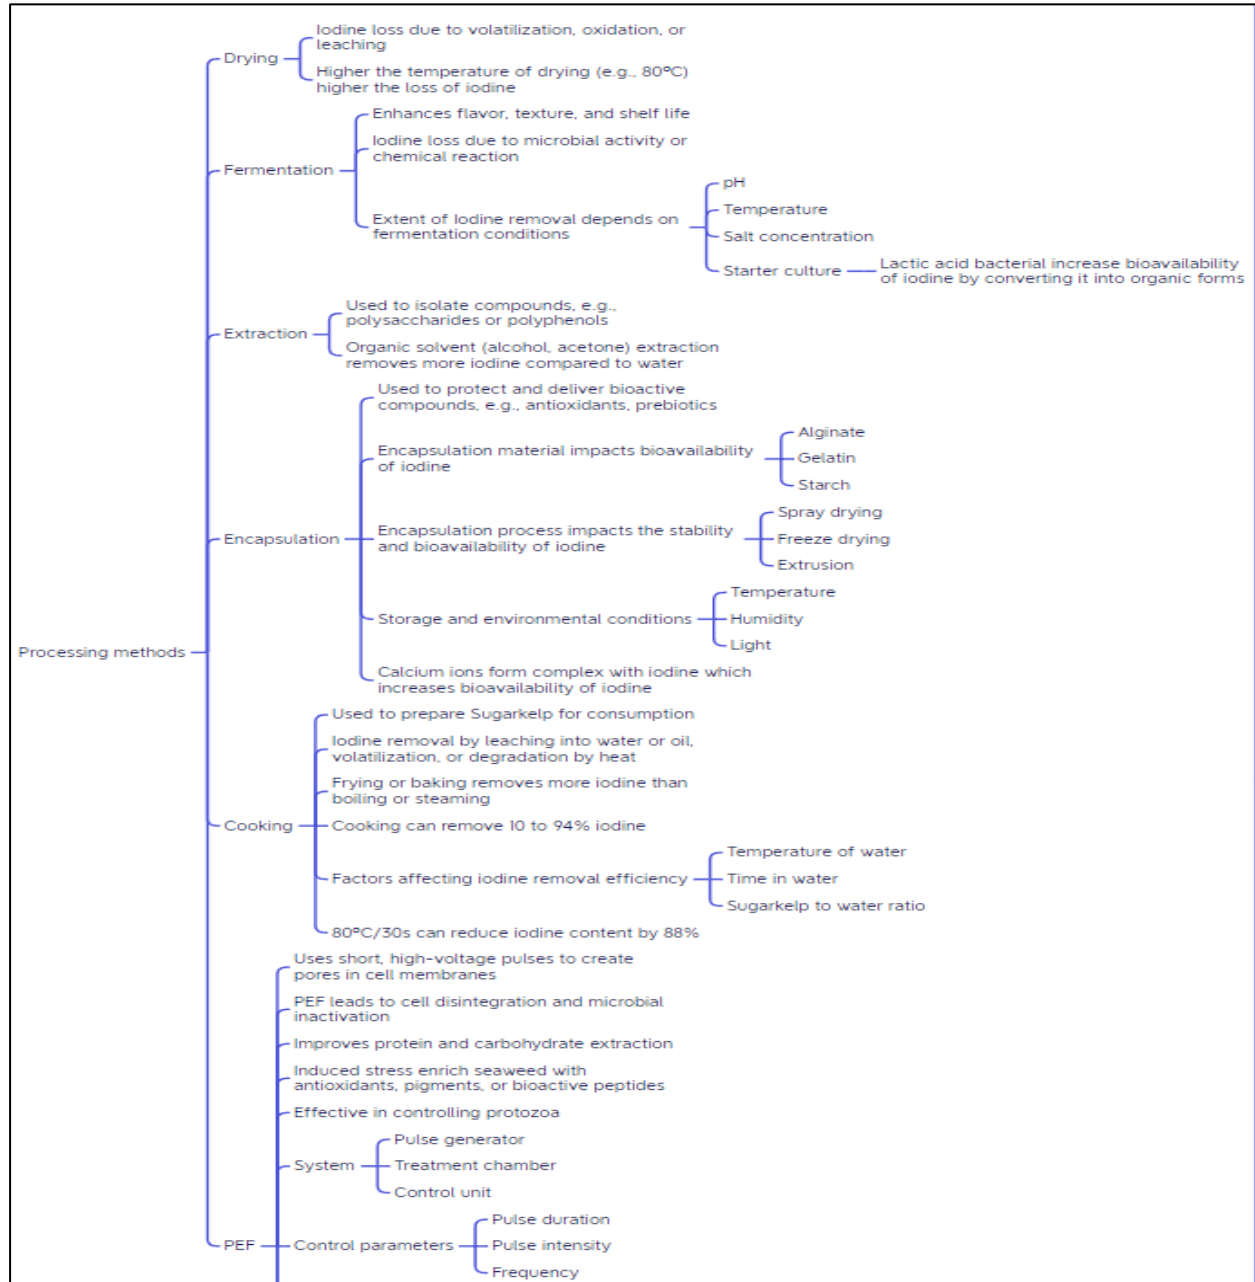 Processing methods
Drying
Iodine loss due to volatilization, oxidation, or
leaching
Higher the temperature of drying (e.g., 80ºC)
higher the loss of iodine
Fermentation
Enhances flavor, texture, and shelf life
Iodine loss due to microbial activity or
chemical reaction
Extent of Iodine removal depends on
fermentation conditions
pH
Temperature
Salt concentration
Starter culture
Lactic acid bacterial increase bioavailability
of iodine by converting it into organic forms
Extraction
Used to isolate compounds, e.g.,
polysaccharides or polyphenols
Organic solvent (alcohol, acetone) extraction
removes more iodine compared to water
Encapsulation
Used to protect and deliver bioactive
compounds, e.g., antioxidants, prebiotics
Encapsulation material impacts bioavailability
of iodine
Alginate
Gelatin
Starch
Encapsulation process impacts the stability
and bioavailability of iodine
Spray drying
Freeze drying
Extrusion
Storage and environmental conditions
Temperature
Humidity
Light
Calcium ions form complex with iodine which
increases bioavailability of iodine
Cooking
Used to prepare Sugarkelp for consumption
Iodine removal by leaching into water or oil,
volatilization, or degradation by heat
Frying or baking removes more iodine than
boiling or steaming
Cooking can remove 10 to 94% iodine
Factors affecting iodine removal efficiency
Temperature of water
Time in water
Sugarkelp to water ratio
80ºC/30s can reduce iodine content by 88%
PEF
Uses short, high-voltage pulses to create
pores in cell membranes
PEF leads to cell disintegration and microbial
inactivation
Improves protein and carbohydrate extraction
Induced stress enrich seaweed with
antioxidants, pigments, or bioactive peptides
Effective in controlling protozoa
System
Pulse generator
Treatment chamber
Control unit
Control parameters
Pulse duration
Pulse intensity
Frequency